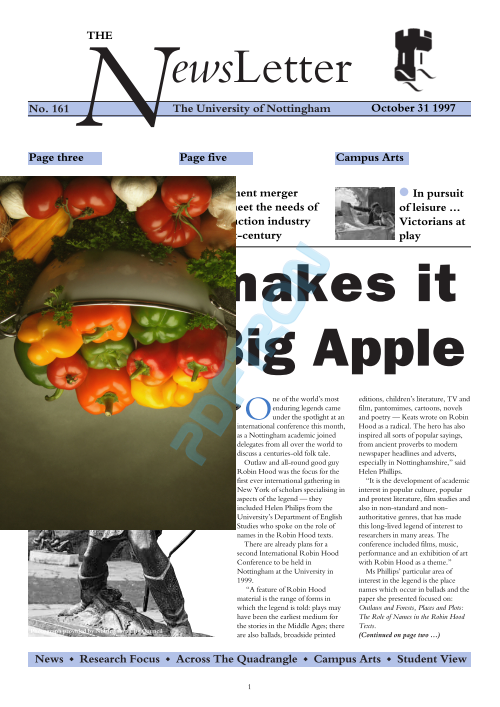 THE
NewsLetter
No. 161
The University of Nottingham
October 31 1997
Page three
Page five
Campus Arts
ment merger
meet the needs of
uction industry
-century
In pursuit
of leisure …
Victorians at
play
makes it
Big Apple
PDFTRON
One of the world's most
enduring legends came
under the spotlight at an
international conference this month,
as a Nottingham academic joined
delegates from all over the world to
discuss a centuries-old folk tale.
Outlaw and all-round good guy
Robin Hood was the focus for the
first ever international gathering in
New York of scholars specialising in
aspects of the legend — they
included Helen Philips from the
University's Department of English
Studies who spoke on the role of
names in the Robin Hood texts.
There are already plans for a
second International Robin Hood
Conference to be held in
Nottingham at the University in
1999.
"A feature of Robin Hood
material is the range of forms in
which the legend is told: plays may
have been the earliest medium for
the stories in the Middle Ages; there
are also ballads, broadside printed
editions, children's literature, TV and
film, pantomimes, cartoons, novels
and poetry — Keats wrote on Robin
Hood as a radical. The hero has also
inspired all sorts of popular sayings,
from ancient proverbs to modern
newspaper headlines and adverts,
especially in Nottinghamshire," said
Helen Phillips.
"It is the development of academic
interest in popular culture, popular
and protest literature, film studies and
also in non-standard and non-
authoritative genres, that has made
this long-lived legend of interest to
researchers in many areas. The
conference included films, music,
performance and an exhibition of art
with Robin Hood as a theme."
Ms Phillips' particular area of
interest in the legend is the place
names which occur in ballads and the
paper she presented focused on:
Outlaws and Forests, Places and Plots:
The Role of Names in the Robin Hood
Texts.
(Continued on page two …)
News • Research Focus • Across The Quadrangle • Campus Arts • Student View
1